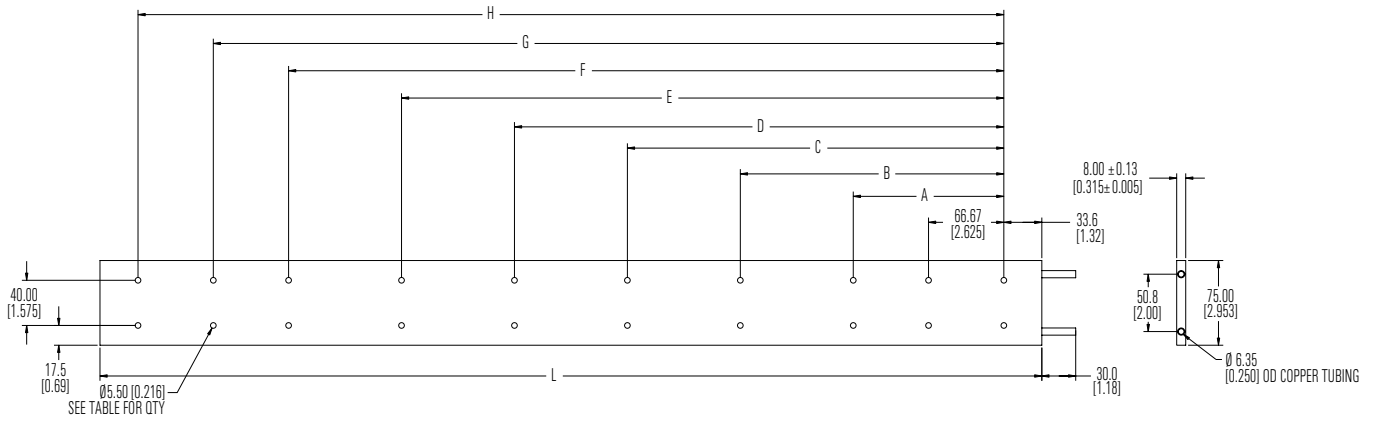 H
G
F
E
D
C
B
A
8.00 ±0.13
[0.315±0.005]
66.67
[2.625]
33.6
[1.32]
40.00
[1.575]
17.5
[0.69]
50.8
[2.00]
75.00
[2.953]
Ø5.50 [0.216]
SEE TABLE FOR QTY
L
30.0
[1.18]
Ø 6.35
[0.250] OD COPPER TUBING